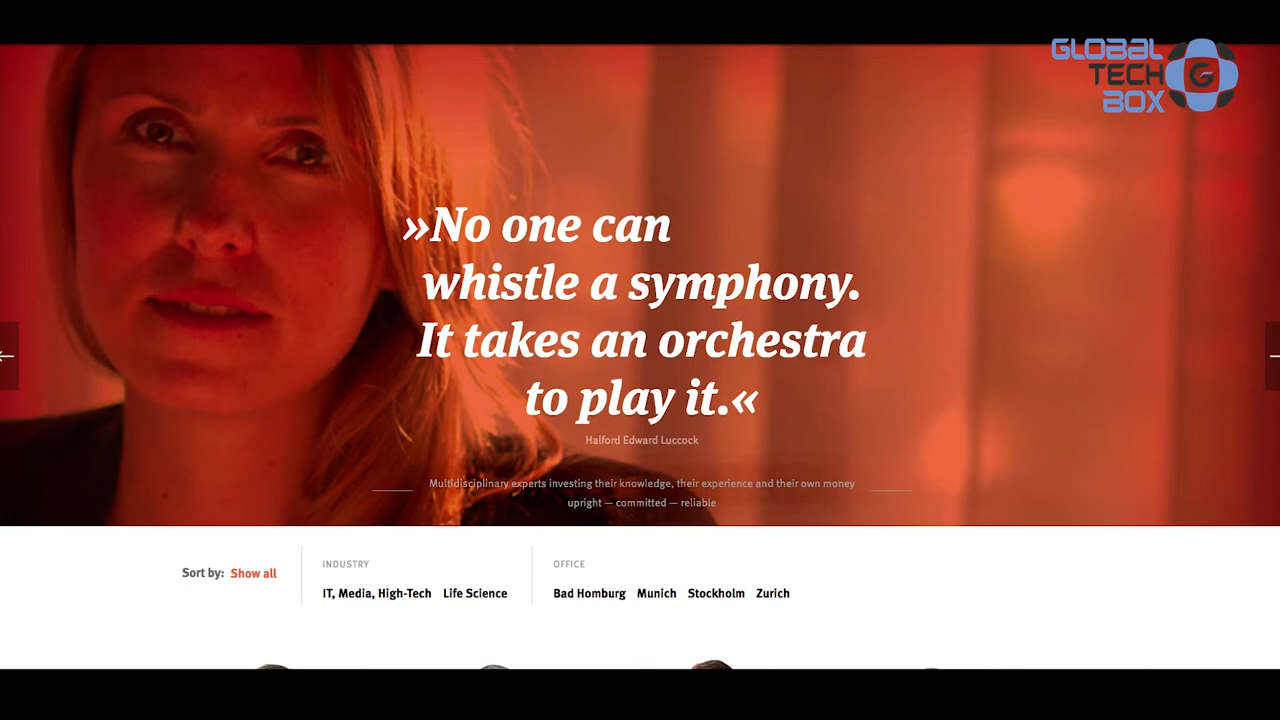 GLOBAL
TECH
BOX
G
»No one can
whistle a symphony.
It takes an orchestra
to play it.«
Halford Edward Luccock
Multidisciplinary experts investing their knowledge, their experience and their own money
upright — committed — reliable
Sort by: Show all
INDUSTRY
IT, Media, High-Tech Life Science
OFFICE
Bad Homburg Munich Stockholm Zurich